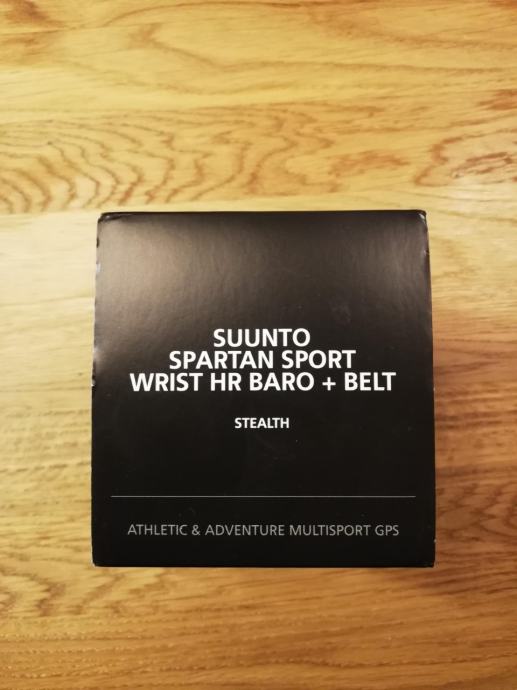 SUUNTO
SPARTAN SPORT
WRIST HR BARO + BELT
STEALTH
ATHLETIC & ADVENTURE MULTISPORT GPS